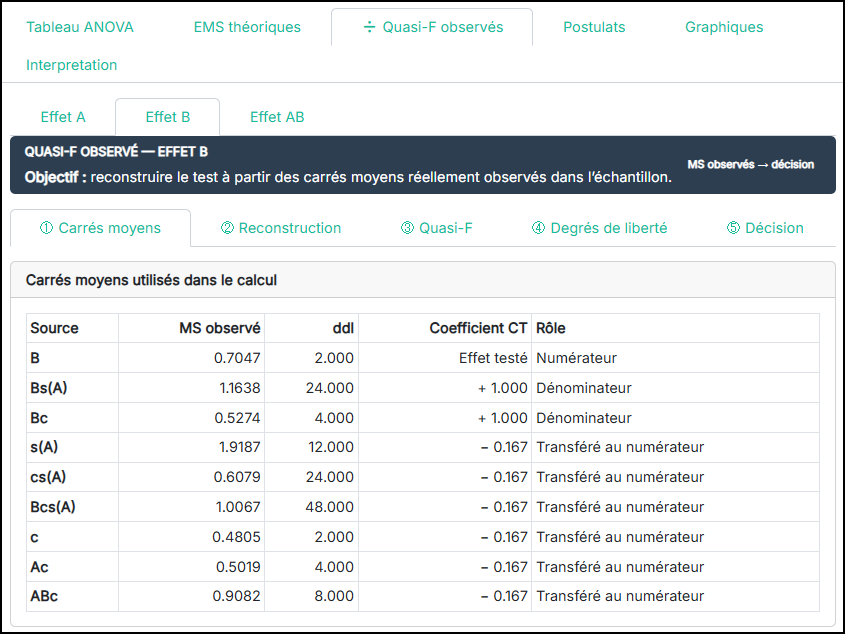 Tableau ANOVA EMS théoriques ÷ Quasi-F observés Postulats Graphiques
Interpretation
Effet A Effet B Effet AB
QUASI-F OBSERVÉ — EFFET B
Objectif : reconstruire le test à partir des carrés moyens réellement observés dans l'échantillon.
MS observés → décision
① Carrés moyens ② Reconstruction ③ Quasi-F ④ Degrés de liberté ⑤ Décision
Carrés moyens utilisés dans le calcul
Source MS observé ddl Coefficient CT Rôle
B 0.7047 2.000 Effet testé Numérateur
Bs(A) 1.1638 24.000 + 1.000 Dénominateur
Bc 0.5274 4.000 + 1.000 Dénominateur
s(A) 1.9187 12.000 − 0.167 Transféré au numérateur
cs(A) 0.6079 24.000 − 0.167 Transféré au numérateur
Bcs(A) 1.0067 48.000 − 0.167 Transféré au numérateur
c 0.4805 2.000 − 0.167 Transféré au numérateur
Ac 0.5019 4.000 − 0.167 Transféré au numérateur
ABc 0.9082 8.000 − 0.167 Transféré au numérateur